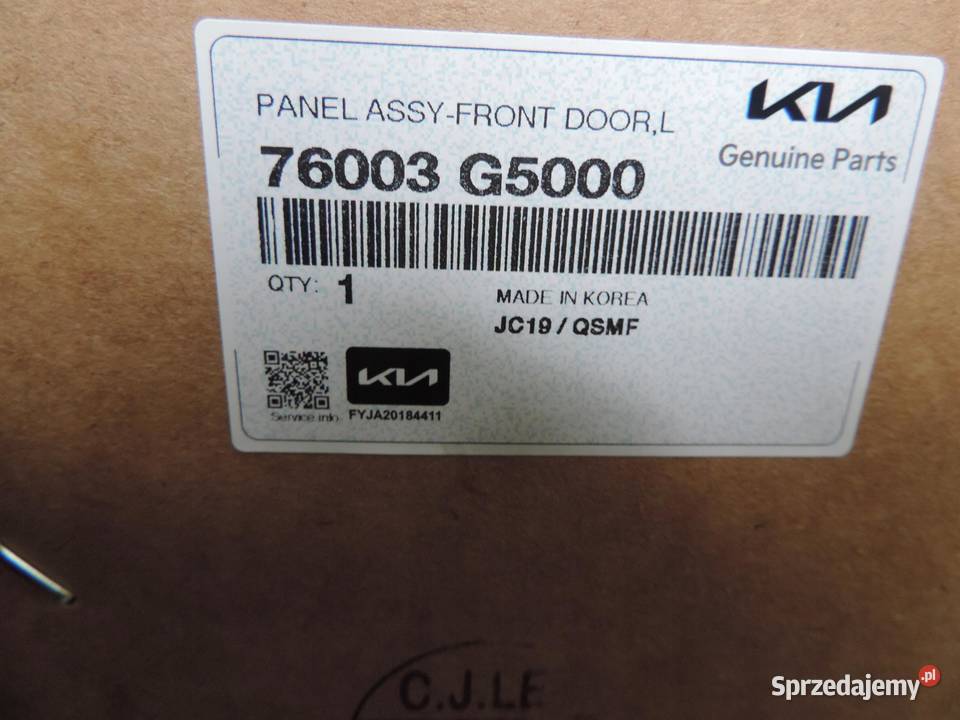 PANEL ASSY-FRONT DOOR,L
KIA
Genuine Parts
76003 G5000
QTY: 1
MADE IN KOREA
JC19 / QSMF
KIA
Service info
FYJA20184411
C.J.LE
Sprzedajemy.pl